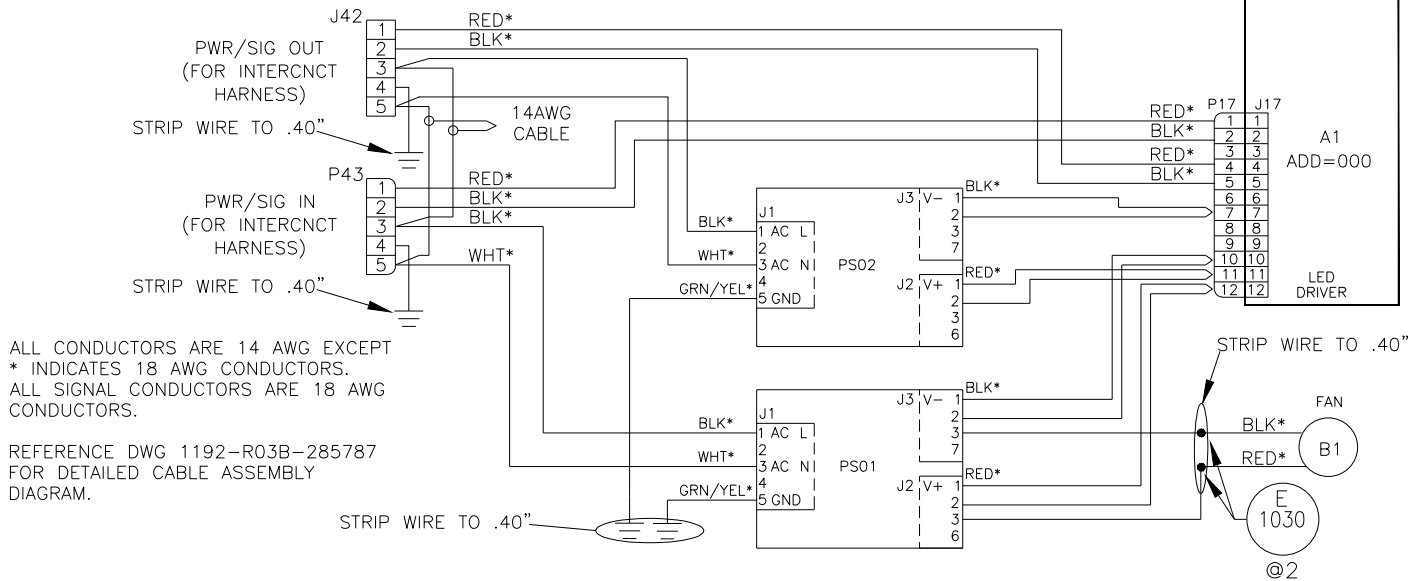 J42
1
2
3
4
5
RED*
BLK*
PWR/SIG OUT
(FOR INTERCNCT
HARNESS)
STRIP WIRE TO .40"
14AWG
CABLE
P43
1
2
3
4
5
RED*
BLK*
BLK*
WHT*
PWR/SIG IN
(FOR INTERCNCT
HARNESS)
STRIP WIRE TO .40"
ALL CONDUCTORS ARE 14 AWG EXCEPT
* INDICATES 18 AWG CONDUCTORS.
ALL SIGNAL CONDUCTORS ARE 18 AWG
CONDUCTORS.
REFERENCE DWG 1192-R03B-285787
FOR DETAILED CABLE ASSEMBLY
DIAGRAM.
STRIP WIRE TO .40"
BLK*
WHT*
GRN/YEL*
J1
1 AC L
2
3 AC N
4
5 GND
PS02
J3 V- 1
2
3
7
J2 V+ 1
2
3
6
BLK*
RED*
BLK*
WHT*
GRN/YEL*
J1
1 AC L
2
3 AC N
4
5 GND
PS01
J3 V- 1
2
3
7
J2 V+ 1
2
3
6
BLK*
RED*
RED*
BLK*
RED*
BLK*
P17 J17
1 1
2 2
3 3
4 4
5 5
6 6
7 7
8 8
9 9
10 10
11 11
12 12
A1
ADD=000
LED
DRIVER
STRIP WIRE TO .40"
FAN
BLK*
RED*
B1
E
1030
@2